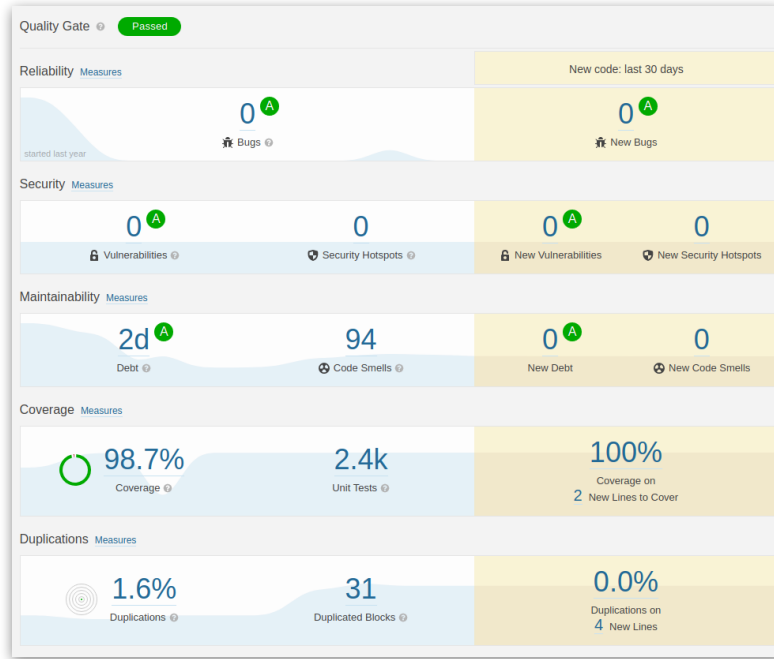 Quality Gate ? Passed
Reliability Measures
New code: last 30 days
0 A
Bugs ?
started last year
0 A
New Bugs
Security Measures
0 A
Vulnerabilities ?
0
Security Hotspots ?
0 A
New Vulnerabilities
0
New Security Hotspots
Maintainability Measures
2d A
Debt ?
94
Code Smells ?
0 A
New Debt
0
New Code Smells
Coverage Measures
98.7%
Coverage ?
2.4k
Unit Tests ?
100%
Coverage on
2 New Lines to Cover
Duplications Measures
1.6%
Duplications ?
31
Duplicated Blocks ?
0.0%
Duplications on
4 New Lines